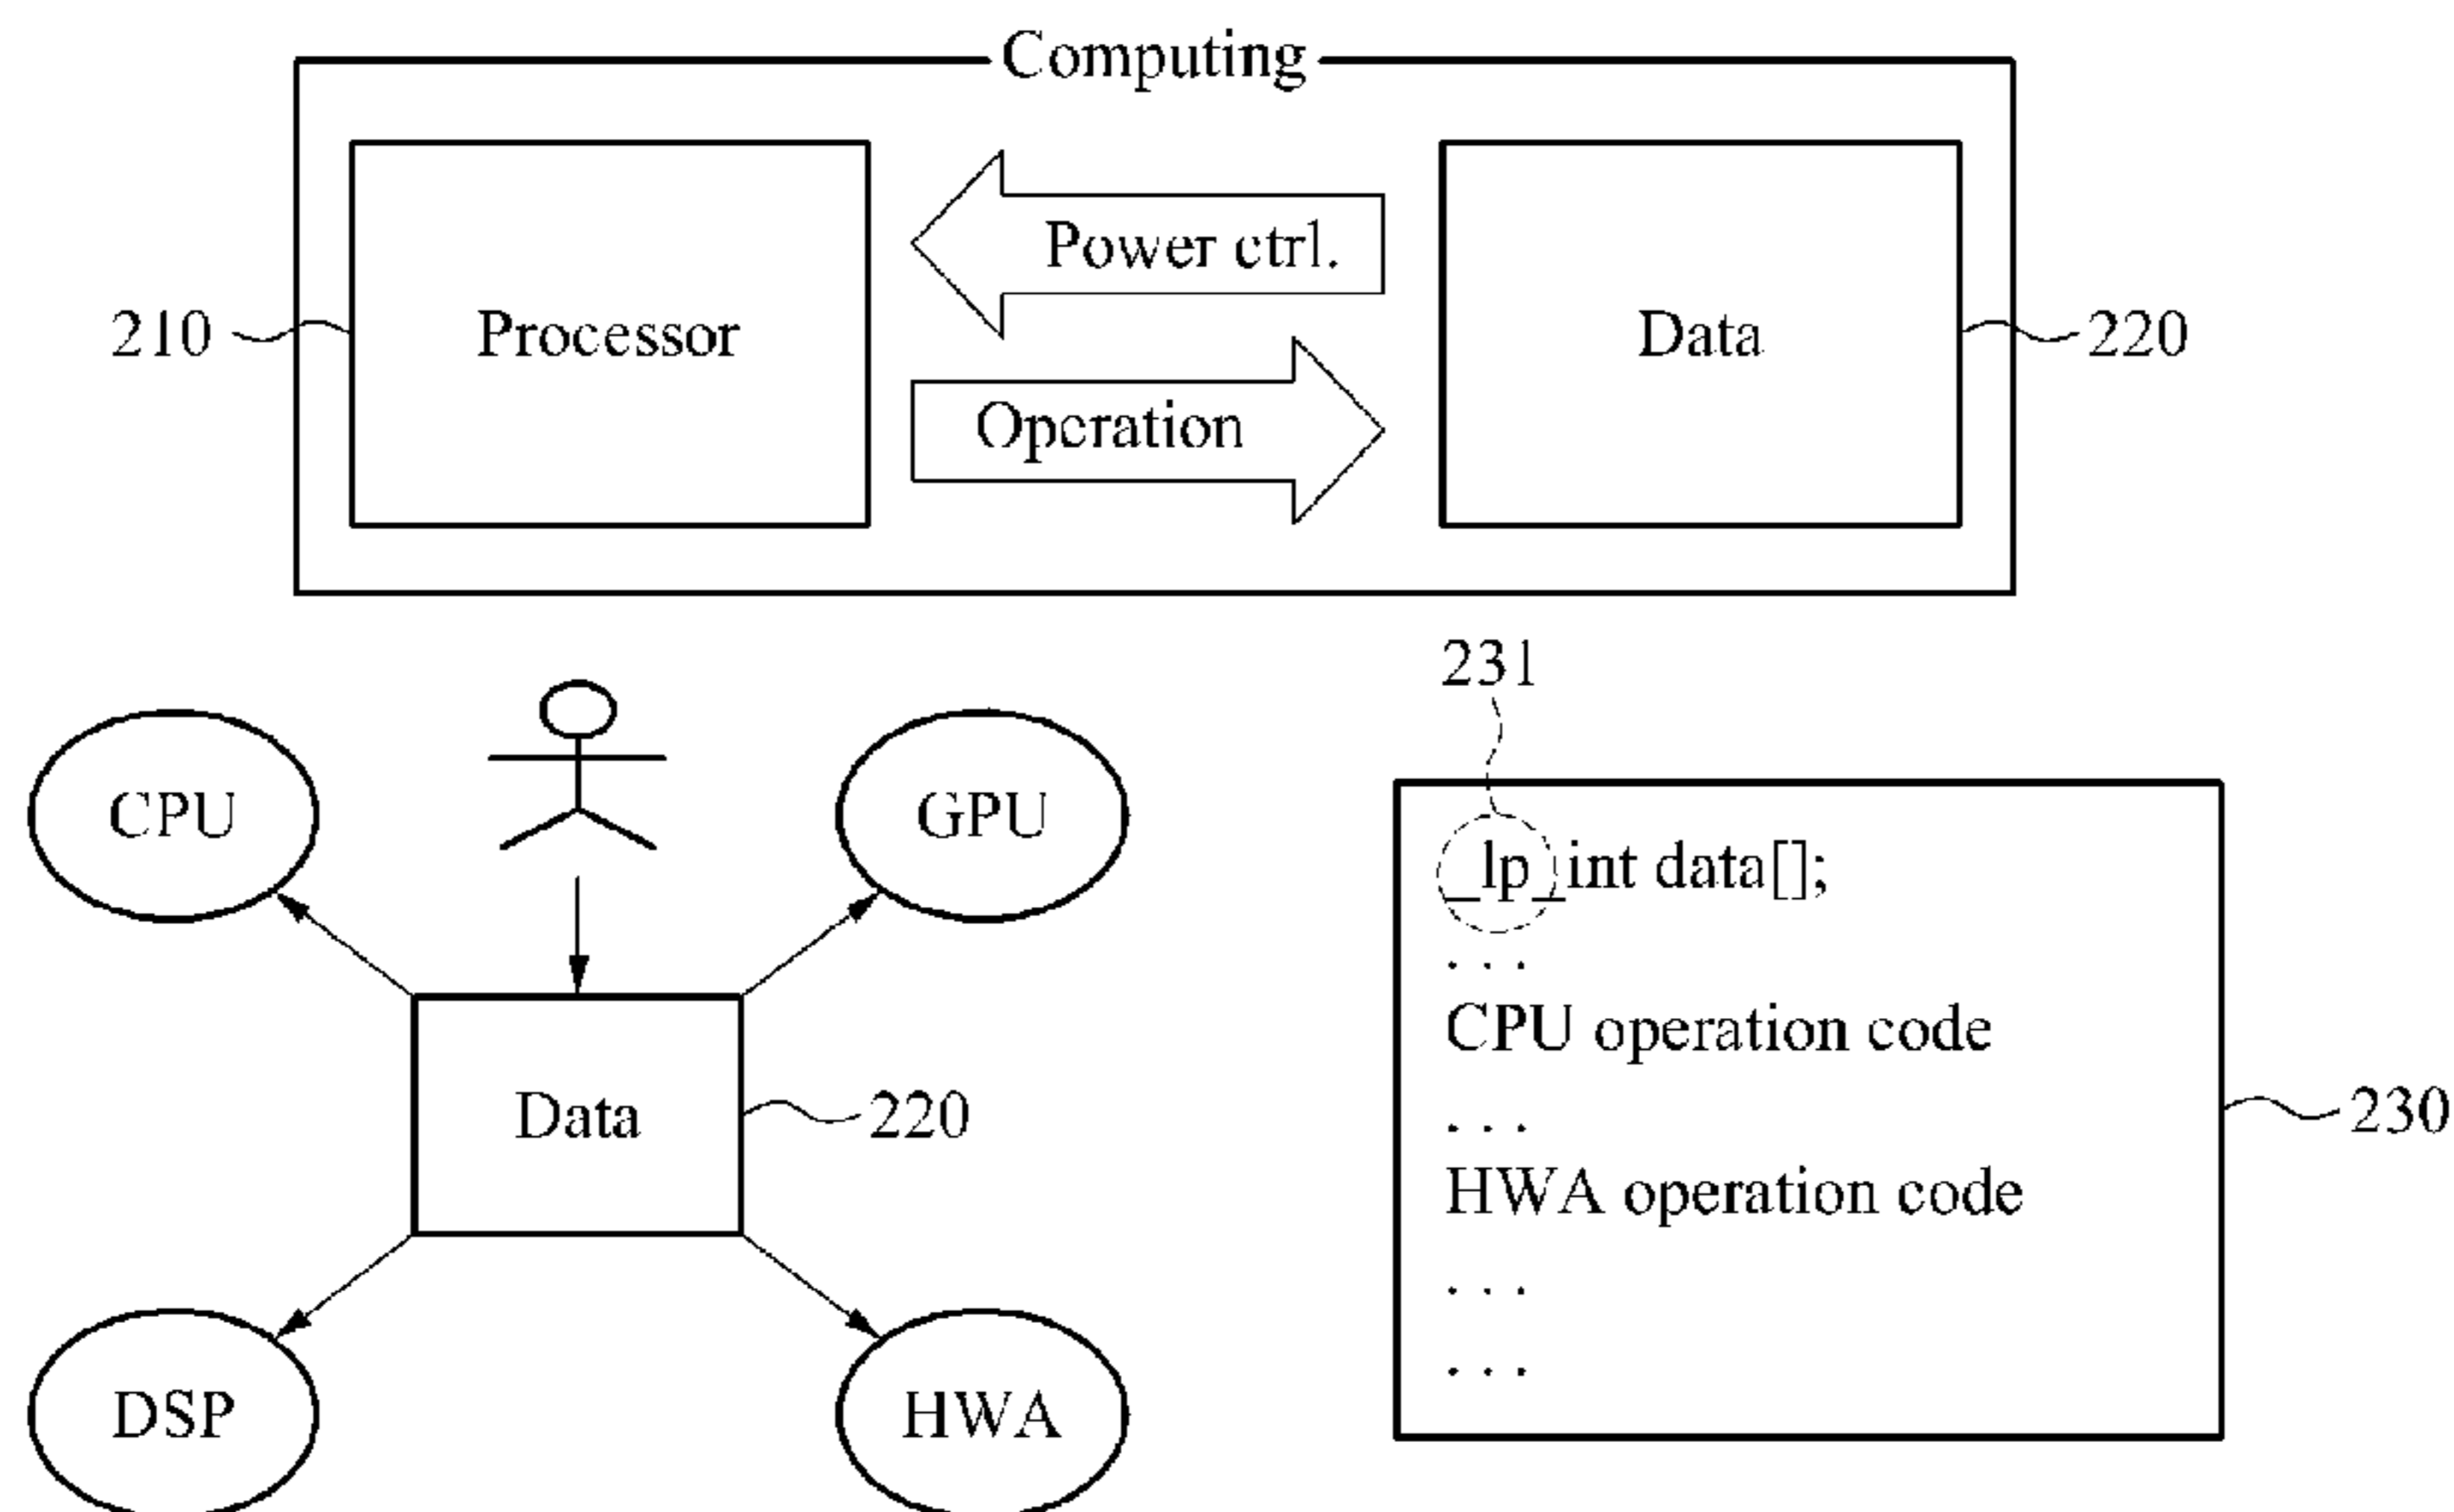 Computing
Power ctrl.
210
Processor
Data
220
Operation
231
CPU
GPU
_lp_int data[];
. . .
CPU operation code
Data
220
. . .
230
HWA operation code
. . .
. . .
DSP
HWA